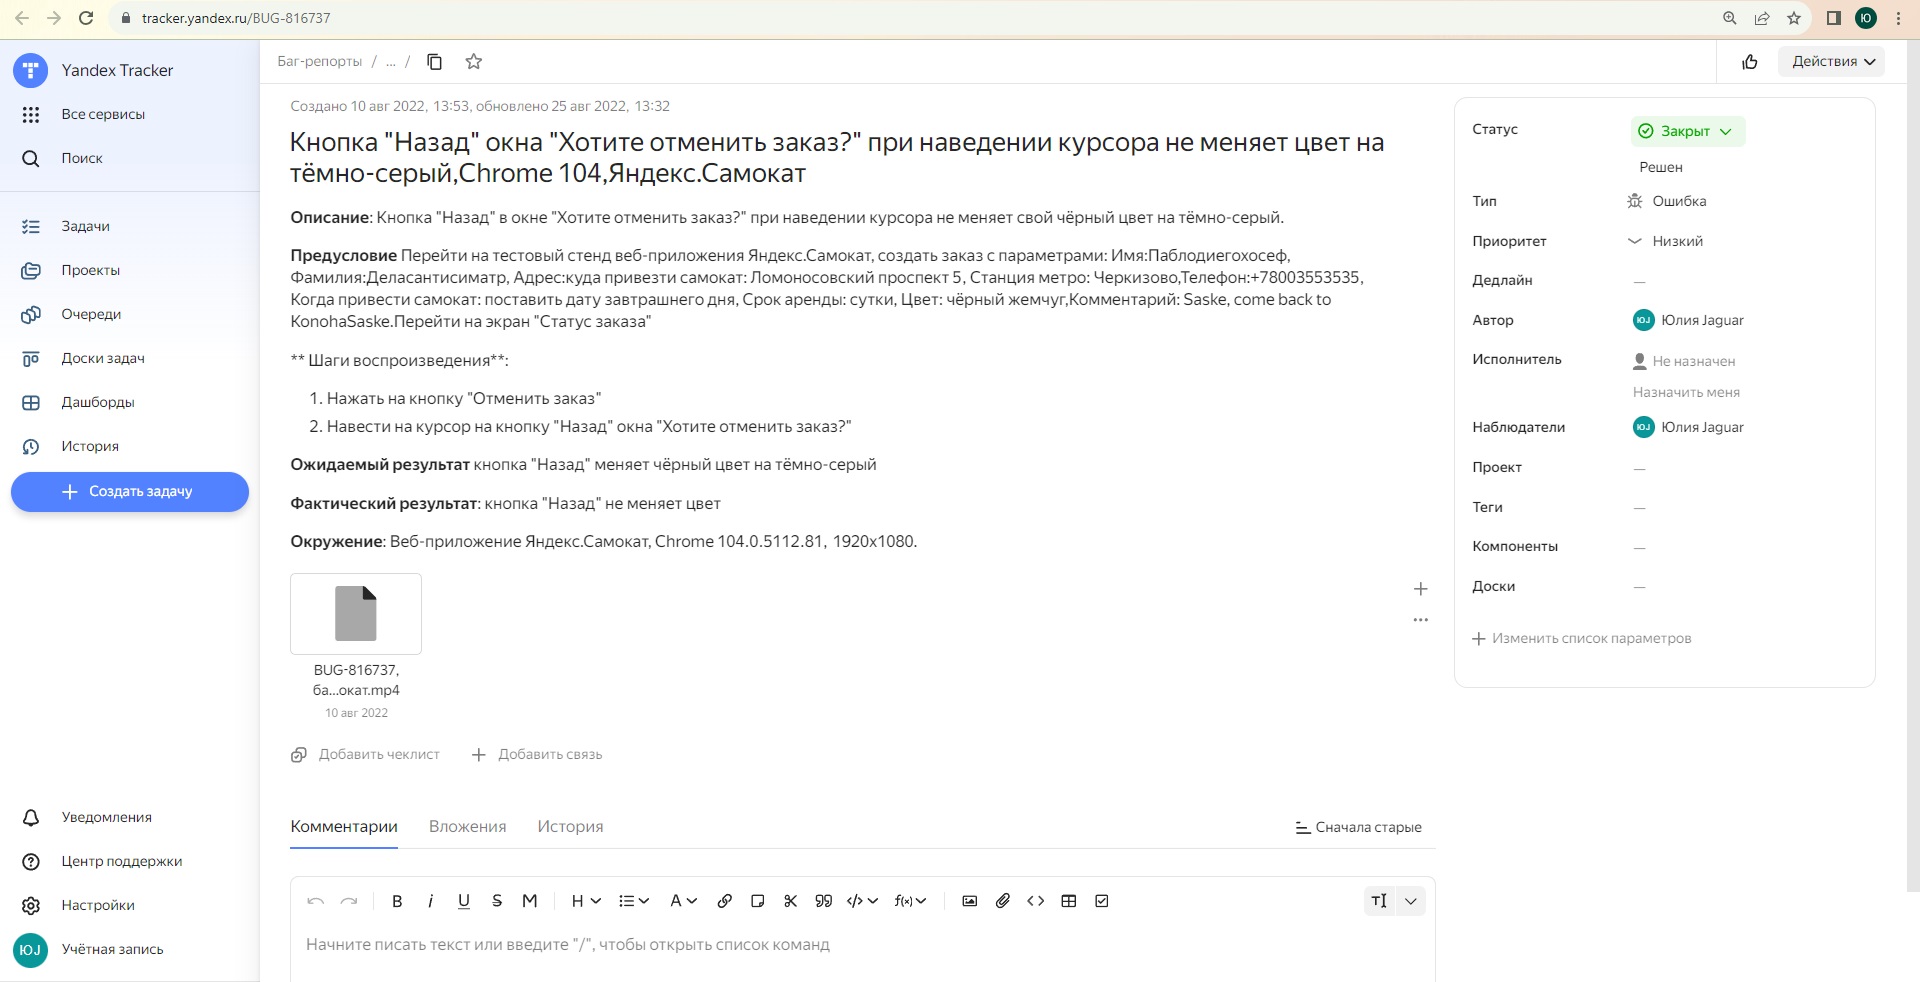 tracker.yandex.ru/BUG-816737
Ю
Yandex Tracker
Все сервисы
Поиск
Задачи
Проекты
Очереди
Доски задач
Дашборды
История
Создать задачу
Уведомления
Центр поддержки
Настройки
ЮJ Учётная запись
Баг-репорты / ... /
Действия
Создано 10 авг 2022, 13:53, обновлено 25 авг 2022, 13:32
Кнопка "Назад" окна "Хотите отменить заказ?" при наведении курсора не меняет цвет на
тёмно-серый,Chrome 104,Яндекс.Самокат
Описание: Кнопка "Назад" в окне "Хотите отменить заказ?" при наведении курсора не меняет свой чёрный цвет на тёмно-серый.
Предусловие Перейти на тестовый стенд веб-приложения Яндекс.Самокат, создать заказ с параметрами: Имя:Паблодиегохосеф,
Фамилия:Деласантисиматр, Адрес:куда привезти самокат: Ломоносовский проспект 5, Станция метро: Черкизово,Телефон:+78003553535,
Когда привести самокат: поставить дату завтрашнего дня, Срок аренды: сутки, Цвет: чёрный жемчуг,Комментарий: Saske, come back to
KonohaSaske.Перейти на экран "Статус заказа"
** Шаги воспроизведения**:
1. Нажать на кнопку "Отменить заказ"
2. Навести на курсор на кнопку "Назад" окна "Хотите отменить заказ?"
Ожидаемый результат кнопка "Назад" меняет чёрный цвет на тёмно-серый
Фактический результат: кнопка "Назад" не меняет цвет
Окружение: Веб-приложение Яндекс.Самокат, Chrome 104.0.5112.81, 1920x1080.
BUG-816737,
ба...окат.mp4
10 авг 2022
Добавить чеклист
Добавить связь
Комментарии Вложения История
Сначала старые
B i U S M H A f(x) TI
Начните писать текст или введите "/", чтобы открыть список команд
Статус Закрыт
Решен
Тип Ошибка
Приоритет Низкий
Дедлайн —
Автор ЮJ Юлия Jaguar
Исполнитель Не назначен
Назначить меня
Наблюдатели ЮJ Юлия Jaguar
Проект —
Теги —
Компоненты —
Доски —
Изменить список параметров